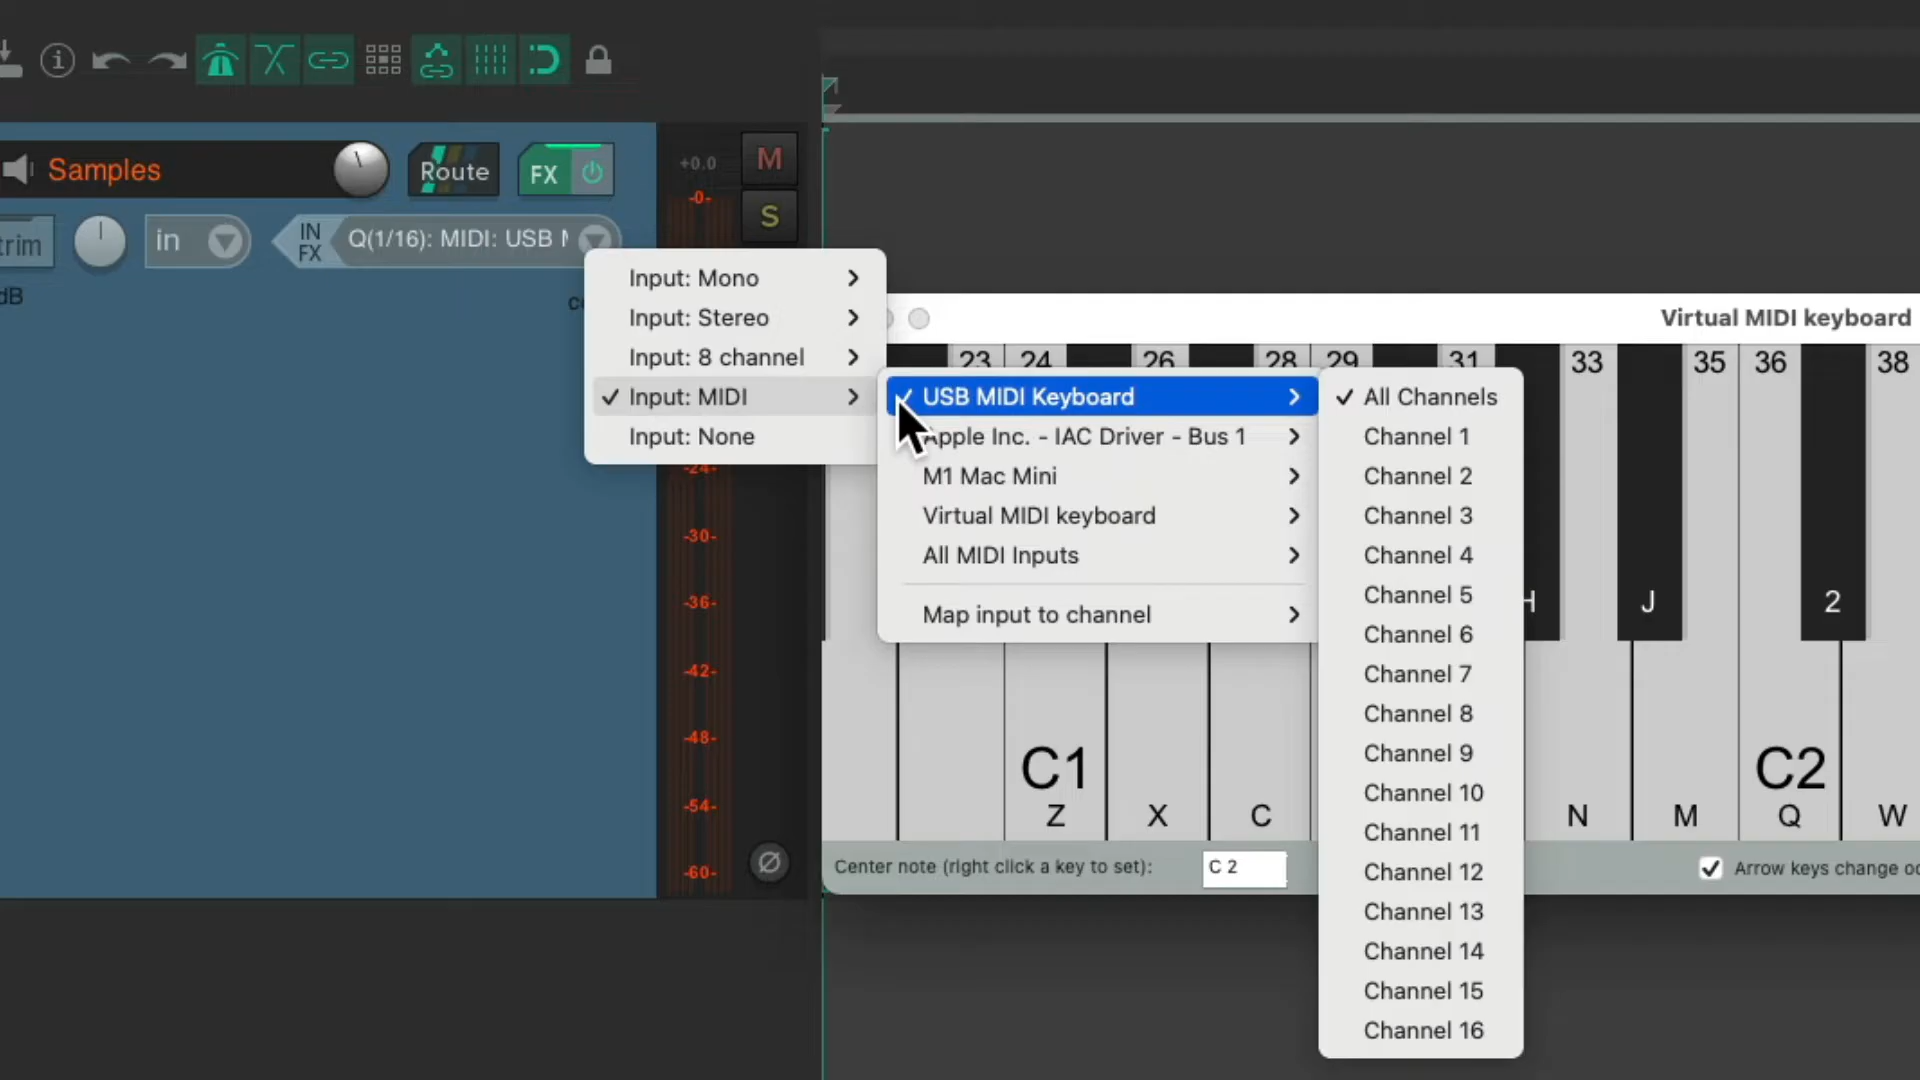 Samples
Route
FX
+0.0
M
-0-
S
trim
in
IN
FX
Q(1/16): MIDI: USB
dB
Input: Mono
Input: Stereo
Input: 8 channel
✓ Input: MIDI
Input: None
Virtual MIDI keyboard
23 24 26 28 29 31 33 35 36 38
✓ USB MIDI Keyboard
Apple Inc. - IAC Driver - Bus 1
M1 Mac Mini
Virtual MIDI keyboard
All MIDI Inputs
Map input to channel
✓ All Channels
Channel 1
Channel 2
Channel 3
Channel 4
Channel 5
Channel 6
Channel 7
Channel 8
Channel 9
Channel 10
Channel 11
Channel 12
Channel 13
Channel 14
Channel 15
Channel 16
-24-
-30-
-36-
-42-
-48-
-54-
-60-
H J 2
C1 C2
Z X C N M Q W
Center note (right click a key to set): C 2
Arrow keys change